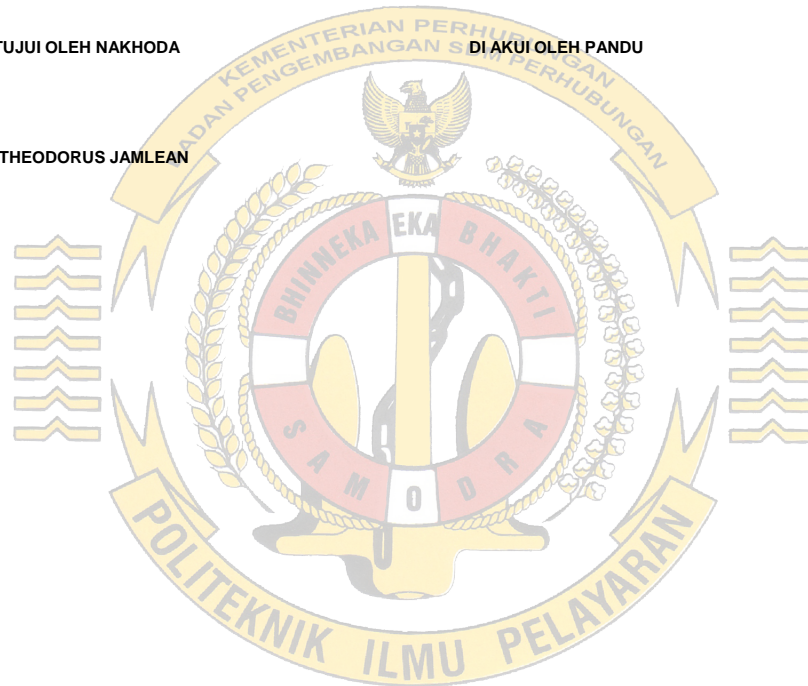 TUJUI OLEH NAKHODA
DI AKUI OLEH PANDU
THEODORUS JAMLEAN
KEMENTERIAN PERHUBUNGAN
BADAN PENGEMBANGAN SDM PERHUBUNGAN
BHINNEKA EKA BHAKTI
SAMODRA
POLITEKNIK ILMU PELAYARAN